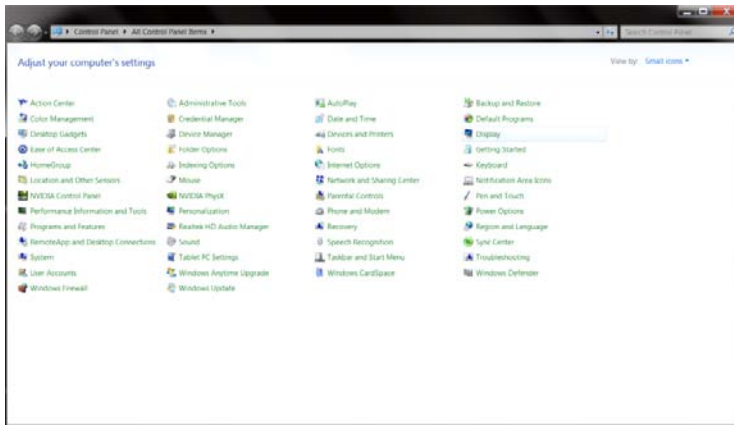 Control Panel All Control Panel Items Search Control Panel
Adjust your computer's settings View by: Small icons
Action Center Administrative Tools AutoPlay Backup and Restore
Color Management Credential Manager Date and Time Default Programs
Desktop Gadgets Device Manager Devices and Printers Display
Ease of Access Center Folder Options Fonts Getting Started
HomeGroup Indexing Options Internet Options Keyboard
Location and Other Sensors Mouse Network and Sharing Center Notification Area Icons
NVIDIA Control Panel NVIDIA PhysX Parental Controls Pen and Touch
Performance Information and Tools Personalization Phone and Modem Power Options
Programs and Features Realtek HD Audio Manager Recovery Region and Language
RemoteApp and Desktop Connections Sound Speech Recognition Sync Center
System Tablet PC Settings Taskbar and Start Menu Troubleshooting
User Accounts Windows Anytime Upgrade Windows CardSpace Windows Defender
Windows Firewall Windows Update